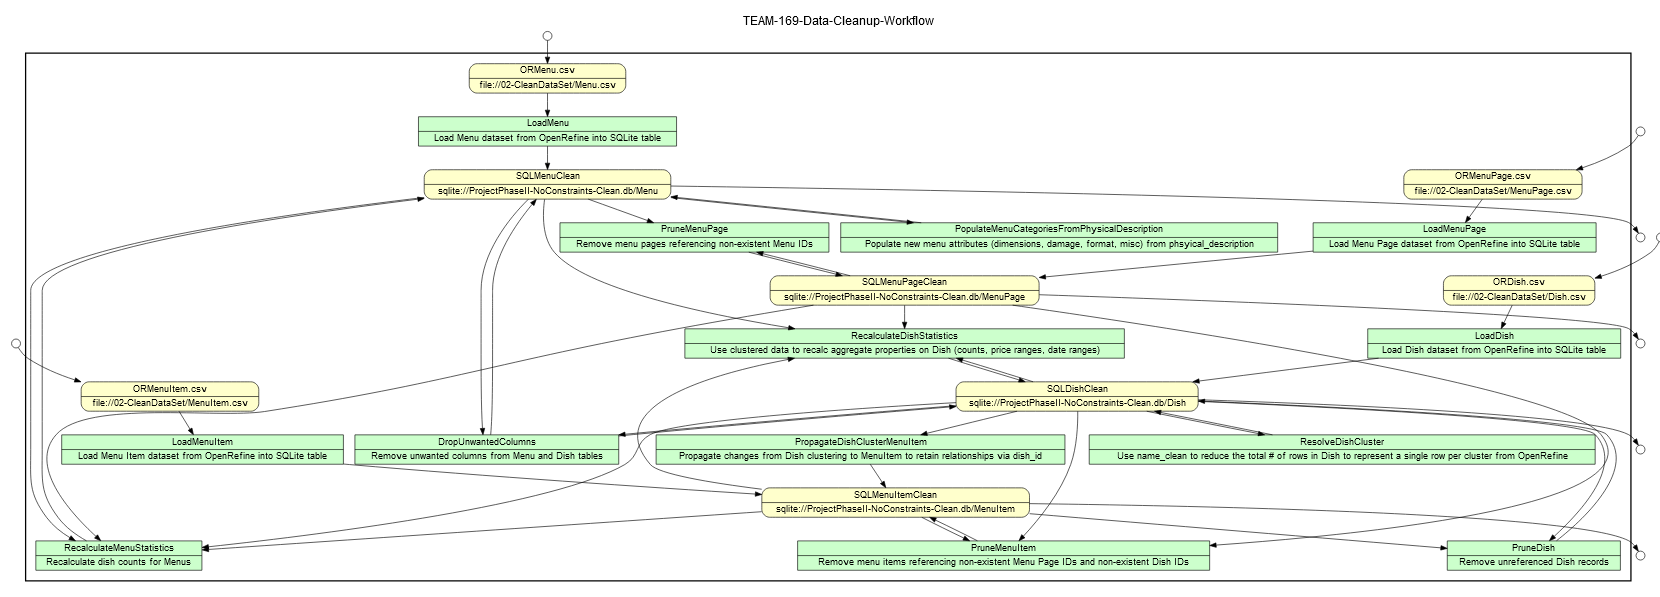 TEAM-169-Data-Cleanup-Workflow
ORMenu.csv
file://02-CleanDataSet/Menu.csv
LoadMenu
Load Menu dataset from OpenRefine into SQLite table
SQLMenuClean
sqlite://ProjectPhaseII-NoConstraints-Clean.db/Menu
ORMenuPage.csv
file://02-CleanDataSet/MenuPage.csv
PruneMenuPage
Remove menu pages referencing non-existent Menu IDs
PopulateMenuCategoriesFromPhysicalDescription
Populate new menu attributes (dimensions, damage, format, misc) from phsyical_description
LoadMenuPage
Load Menu Page dataset from OpenRefine into SQLite table
SQLMenuPageClean
sqlite://ProjectPhaseII-NoConstraints-Clean.db/MenuPage
ORDish.csv
file://02-CleanDataSet/Dish.csv
RecalculateDishStatistics
Use clustered data to recalc aggregate properties on Dish (counts, price ranges, date ranges)
LoadDish
Load Dish dataset from OpenRefine into SQLite table
ORMenuItem.csv
file://02-CleanDataSet/MenuItem.csv
SQLDishClean
sqlite://ProjectPhaseII-NoConstraints-Clean.db/Dish
LoadMenuItem
Load Menu Item dataset from OpenRefine into SQLite table
DropUnwantedColumns
Remove unwanted columns from Menu and Dish tables
PropagateDishClusterMenuItem
Propagate changes from Dish clustering to MenuItem to retain relationships via dish_id
ResolveDishCluster
Use name_clean to reduce the total # of rows in Dish to represent a single row per cluster from OpenRefine
SQLMenuItemClean
sqlite://ProjectPhaseII-NoConstraints-Clean.db/MenuItem
RecalculateMenuStatistics
Recalculate dish counts for Menus
PruneMenuItem
Remove menu items referencing non-existent Menu Page IDs and non-existent Dish IDs
PruneDish
Remove unreferenced Dish records